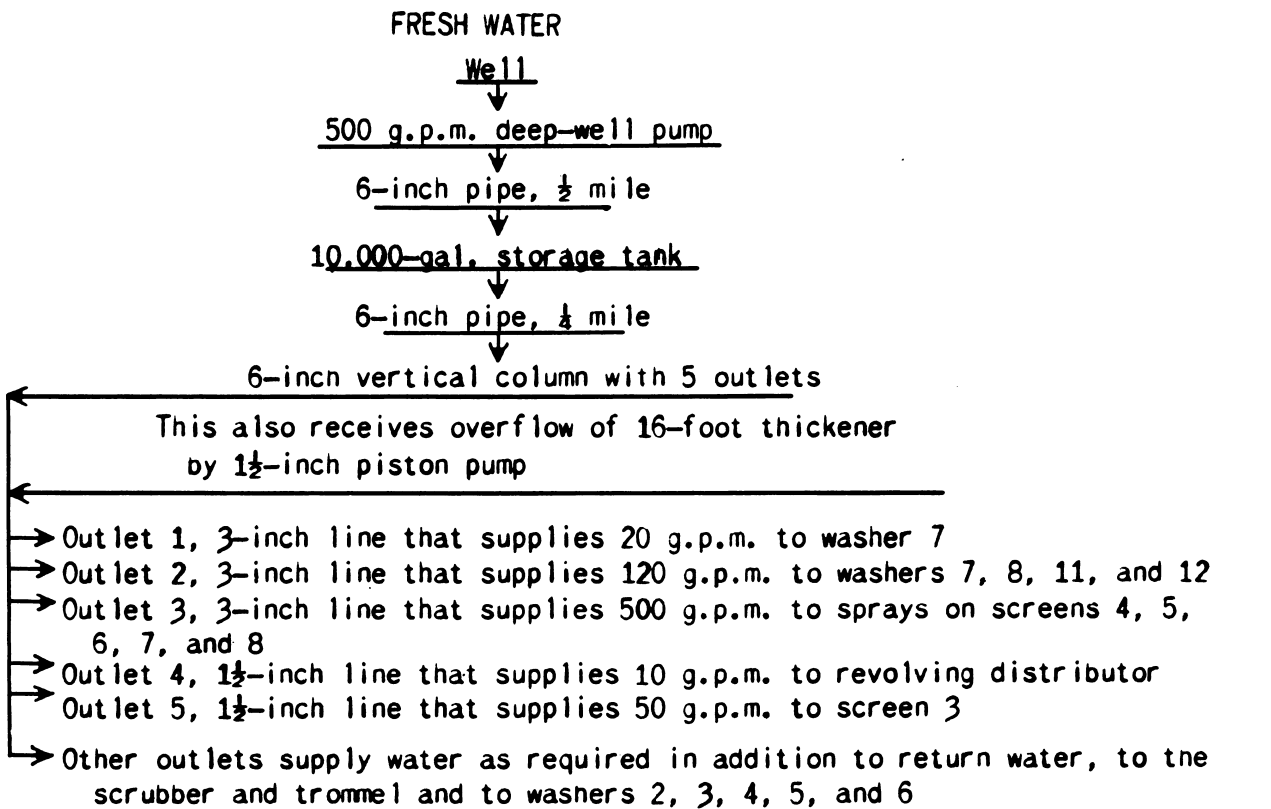 FRESH WATER
Well
500 g.p.m. deep-well pump
6-inch pipe, ½ mile
10,000-gal. storage tank
6-inch pipe, ¼ mile
6-inch vertical column with 5 outlets
This also receives overflow of 16-foot thickener
by 1½-inch piston pump
Outlet 1, 3-inch line that supplies 20 g.p.m. to washer 7
Outlet 2, 3-inch line that supplies 120 g.p.m. to washers 7, 8, 11, and 12
Outlet 3, 3-inch line that supplies 500 g.p.m. to sprays on screens 4, 5,
6, 7, and 8
Outlet 4, 1½-inch line that supplies 10 g.p.m. to revolving distributor
Outlet 5, 1½-inch line that supplies 50 g.p.m. to screen 3
Other outlets supply water as required in addition to return water, to the
scrubber and trommel and to washers 2, 3, 4, 5, and 6